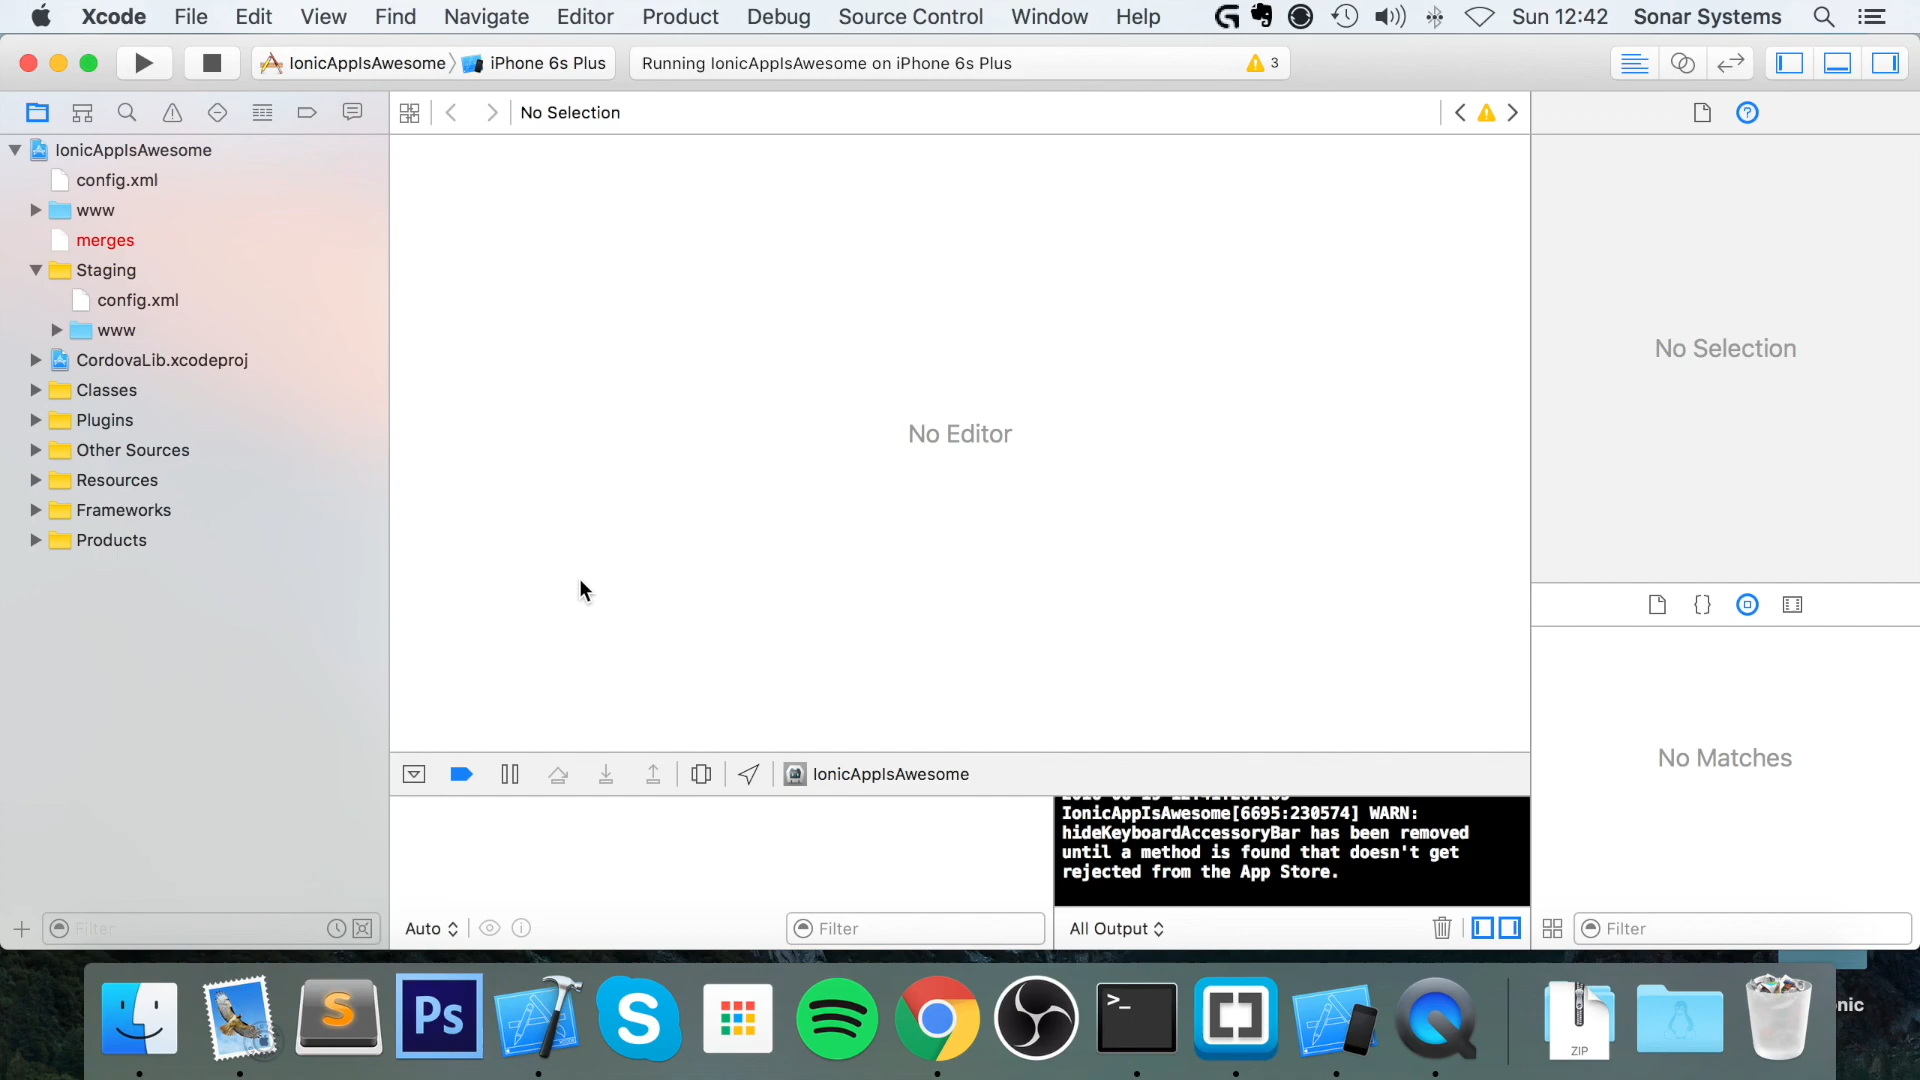 Xcode File Edit View Find Navigate Editor Product Debug Source Control Window Help Sun 12:42 Sonar Systems
IonicAppIsAwesome iPhone 6s Plus Running IonicAppIsAwesome on iPhone 6s Plus 3
No Selection
IonicAppIsAwesome
config.xml
www
merges
Staging
config.xml
www
CordovaLib.xcodeproj
Classes
Plugins
Other Sources
Resources
Frameworks
Products
No Editor
No Selection
{}
No Matches
IonicAppIsAwesome
IonicAppIsAwesome[6695:230574] WARN:
hideKeyboardAccessoryBar has been removed
until a method is found that doesn't get
rejected from the App Store.
Filter
Auto
Filter
All Output
Filter
S
Ps
S
>_
ZIP
nic